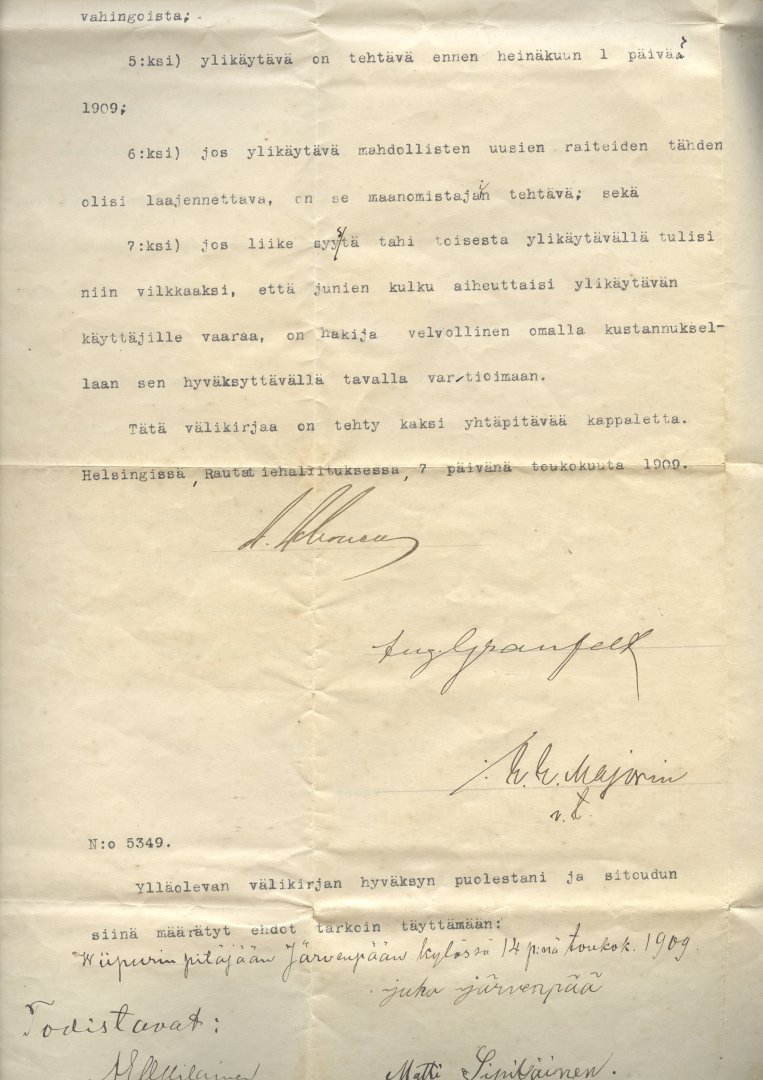 vahingoista;
5:ksi) ylikäytävä on tehtävä ennen heinäkuun 1 päivää
1909;
6:ksi) jos ylikäytävä mahdollisten uusien raiteiden tähden
olisi laajennettava, on se maanomistajan tehtävä; sekä
7:ksi) jos liike syystä tahi toisesta ylikäytävällä tulisi
niin vilkkaaksi, että junien kulku aiheuttaisi ylikäytävän
käyttäjille vaaraa, on hakija velvollinen omalla kustannuksel-
laan sen hyväksyttävällä tavalla vartioimaan.
Tätä välikirjaa on tehty kaksi yhtäpitävää kappaletta.
Helsingissä, Rautatiehallituksessa, 7 päivänä toukokuuta 1909.
Aug. Granfelt
Majorin
v.t.
N:o 5349.
Ylläolevan välikirjan hyväksyn puolestani ja sitoudun
siinä määrätyt ehdot tarkoin täyttämään:
Wiipurin pitäjään Järvenpään kylässä 14 p:nä toukok. 1909.
juho järvenpää
Todistavat:
Matti Sipiläinen.